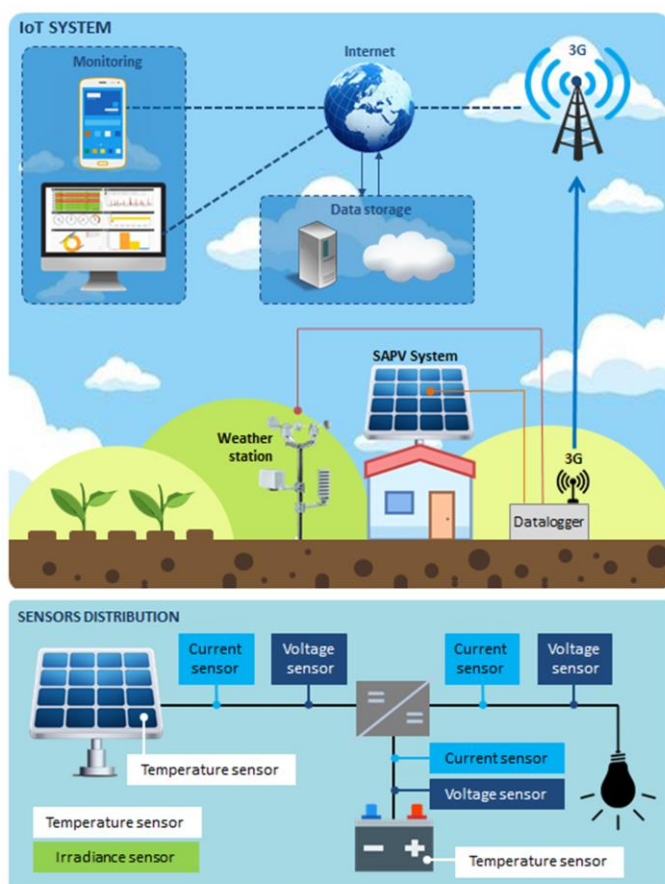 IoT SYSTEM
Monitoring
Internet
3G
Data storage
SAPV System
Weather
station
3G
Datalogger
SENSORS DISTRIBUTION
Current
sensor
Voltage
sensor
Current
sensor
Voltage
sensor
Temperature sensor
Current sensor
Voltage sensor
Temperature sensor
Irradiance sensor
Temperature sensor